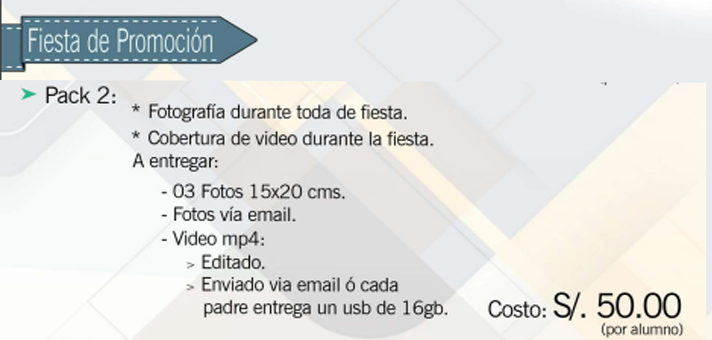 Fiesta de Promoción
➤ Pack 2:
* Fotografía durante toda de fiesta.
* Cobertura de video durante la fiesta.
A entregar:
- 03 Fotos 15x20 cms.
- Fotos vía email.
- Video mp4:
> Editado.
> Enviado via email ó cada
padre entrega un usb de 16gb.
Costo: S/. 50.00
(por alumno)